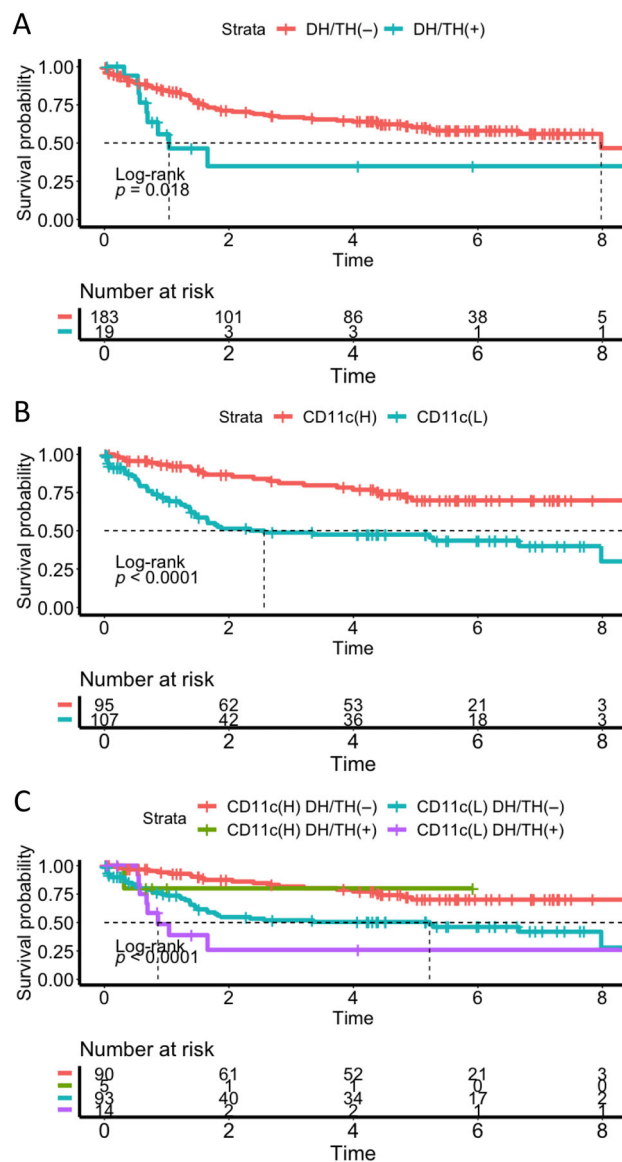 A
Strata DH/TH(−) DH/TH(+)
Survival probability
1.00
0.75
0.50
0.25
0.00
Log-rank
p = 0.018
0 2 4 6 8
Time
Number at risk
183 101 86 38 5
19 3 3 1 1
0 2 4 6 8
Time
B
Strata CD11c(H) CD11c(L)
Survival probability
1.00
0.75
0.50
0.25
0.00
Log-rank
p < 0.0001
0 2 4 6 8
Time
Number at risk
95 62 53 21 3
107 42 36 18 3
0 2 4 6 8
Time
C
Strata
CD11c(H) DH/TH(−) CD11c(L) DH/TH(−)
CD11c(H) DH/TH(+) CD11c(L) DH/TH(+)
Survival probability
1.00
0.75
0.50
0.25
0.00
Log-rank
p < 0.0001
0 2 4 6 8
Time
Number at risk
90 61 52 21 3
5 1 1 0 0
93 40 34 17 2
14 2 2 1 1
0 2 4 6 8
Time